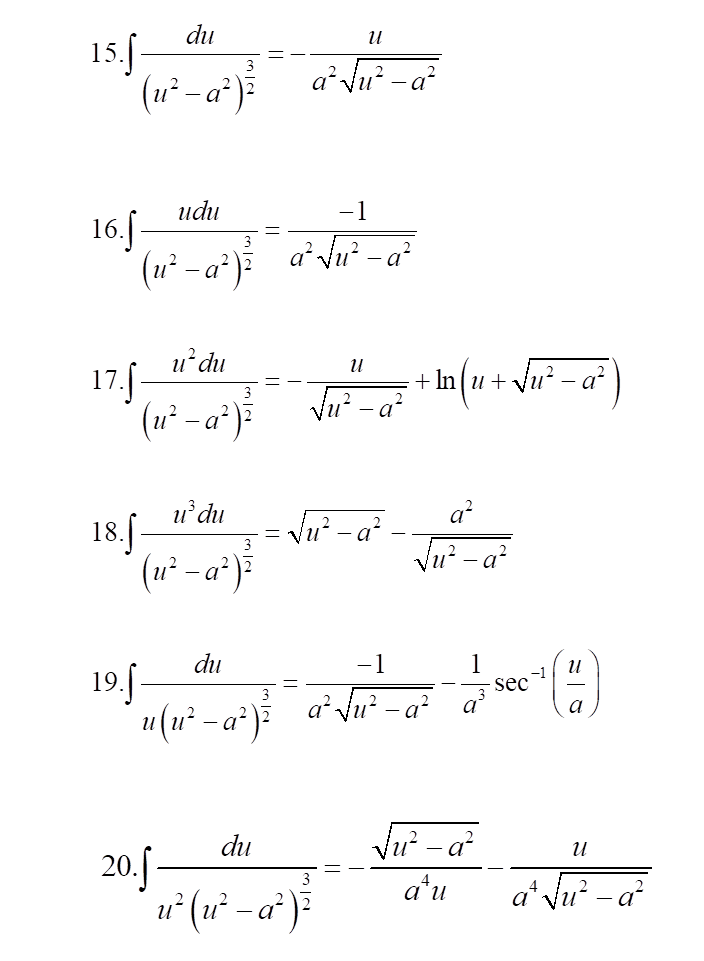 15. ∫ du / (u² − a²)^(3/2) = − u / (a²√(u² − a²))
16. ∫ udu / (u² − a²)^(3/2) = −1 / (a²√(u² − a²))
17. ∫ u²du / (u² − a²)^(3/2) = − u / √(u² − a²) + ln(u + √(u² − a²))
18. ∫ u³du / (u² − a²)^(3/2) = √(u² − a²) − a² / √(u² − a²)
19. ∫ du / (u(u² − a²)^(3/2)) = −1 / (a²√(u² − a²)) − 1/a³ sec⁻¹(u/a)
20. ∫ du / (u²(u² − a²)^(3/2)) = − √(u² − a²) / (a⁴u) − u / (a⁴√(u² − a²))